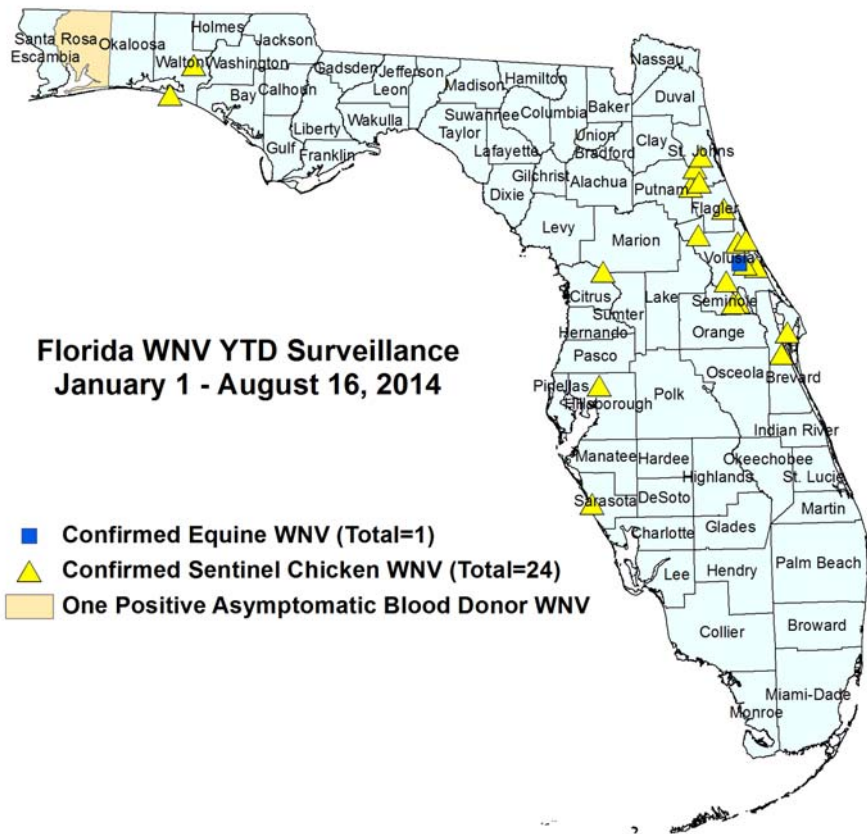 Holmes
Jackson
Santa Rosa
Okaloosa
Escambia
Walton
Washington
Gadsden
Jefferson
Leon
Madison
Hamilton
Nassau
Duval
Bay
Calhoun
Liberty
Wakulla
Gulf
Franklin
Suwannee
Taylor
Columbia
Baker
Union
Bradford
Clay
St. Johns
Lafayette
Gilchrist
Dixie
Alachua
Putnam
Flagler
Levy
Marion
Volusia
Citrus
Lake
Sumter
Seminole
Hernando
Orange
Pasco
Osceola
Brevard
Florida WNV YTD Surveillance
January 1 - August 16, 2014
Pinellas
Hillsborough
Polk
Indian River
Manatee
Hardee
Okeechobee
Highlands
St. Lucie
Sarasota
DeSoto
Martin
Charlotte
Glades
Lee
Hendry
Palm Beach
Collier
Broward
Miami-Dade
Monroe
Confirmed Equine WNV (Total=1)
Confirmed Sentinel Chicken WNV (Total=24)
One Positive Asymptomatic Blood Donor WNV